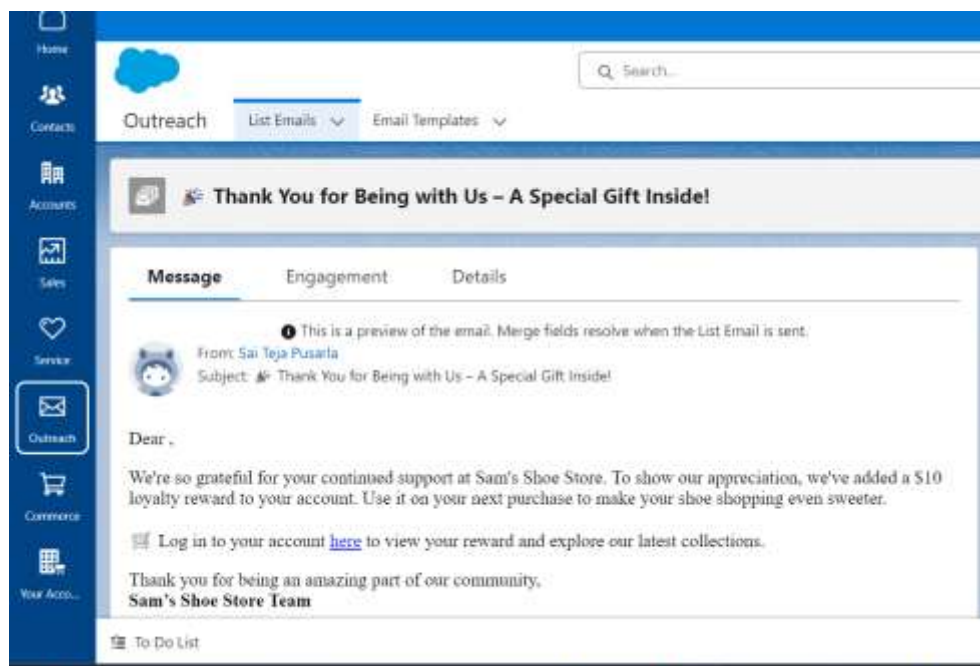 Home
Contacts
Accounts
Sales
Service
Outreach
Commerce
Your Acco...
Search...
Outreach List Emails Email Templates
🎉 Thank You for Being with Us – A Special Gift Inside!
Message Engagement Details
This is a preview of the email. Merge fields resolve when the List Email is sent.
From: Sai Teja Pusarla
Subject: 🎉 Thank You for Being with Us – A Special Gift Inside!
Dear ,
We're so grateful for your continued support at Sam's Shoe Store. To show our appreciation, we've added a $10
loyalty reward to your account. Use it on your next purchase to make your shoe shopping even sweeter.
🛒 Log in to your account here to view your reward and explore our latest collections.
Thank you for being an amazing part of our community,
Sam's Shoe Store Team
To Do List